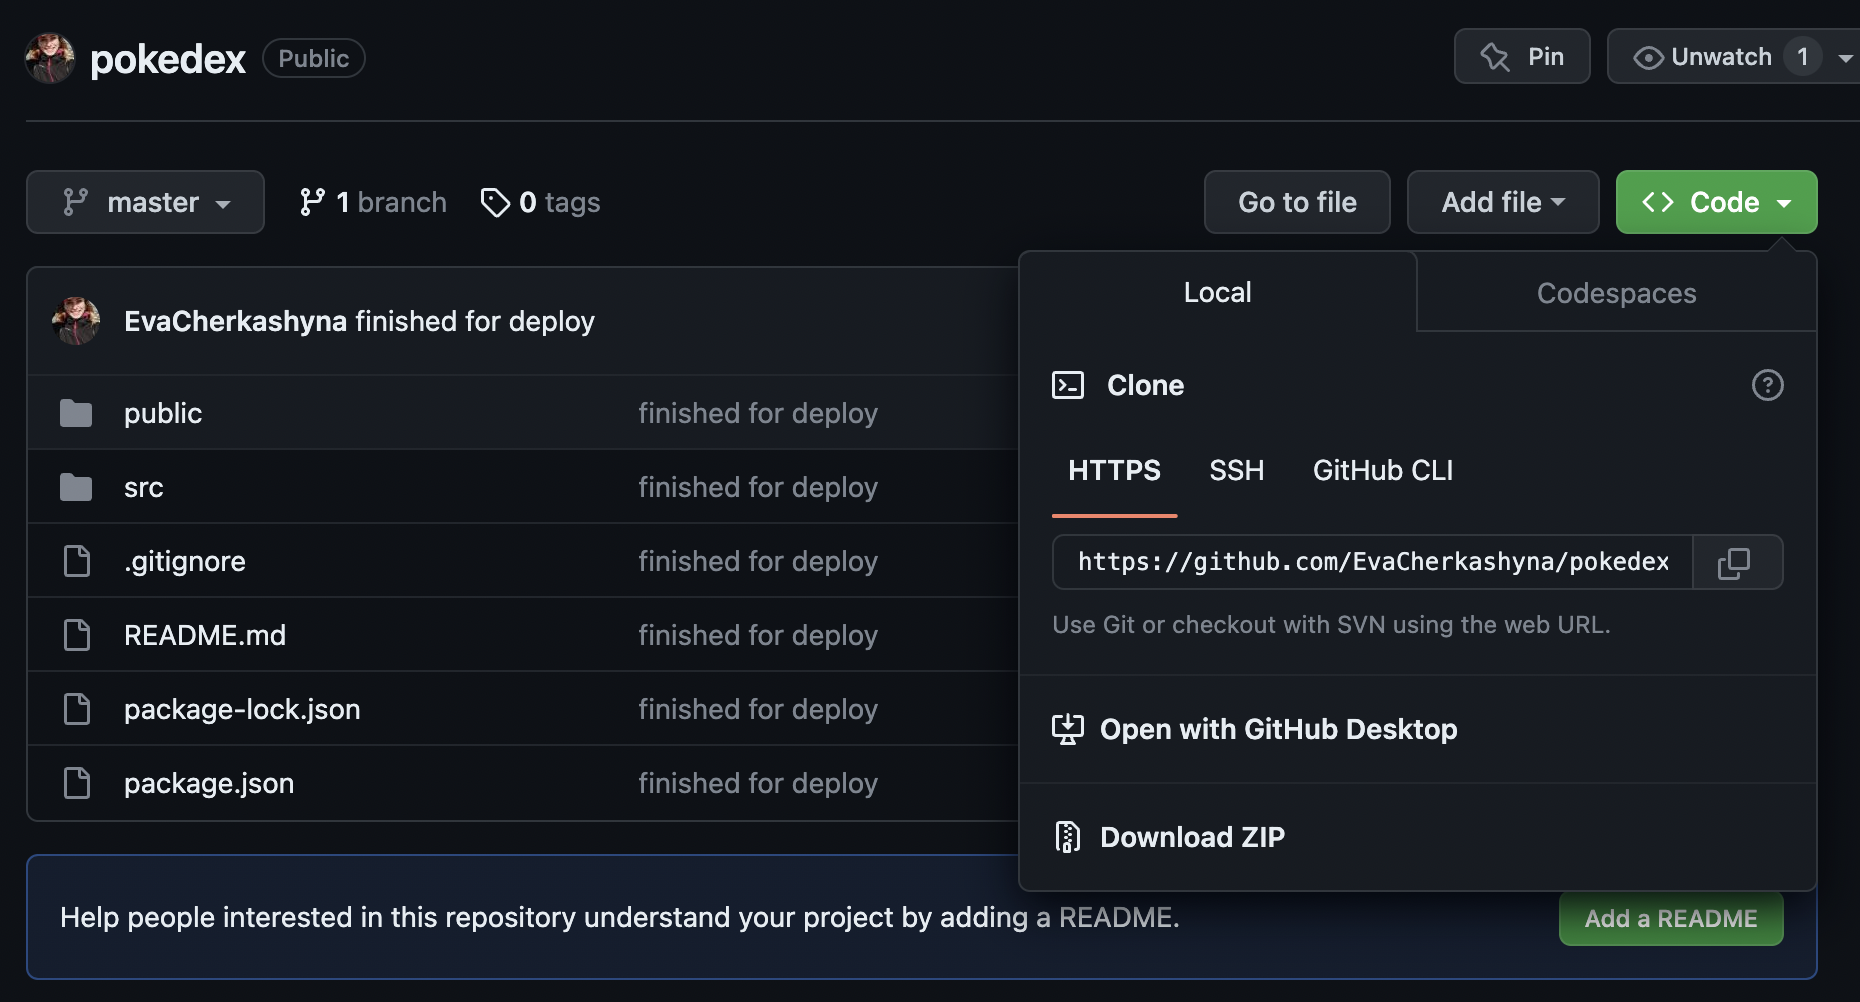 pokedex Public Pin Unwatch 1
master 1 branch 0 tags Go to file Add file Code
EvaCherkashyna finished for deploy
public finished for deploy
src finished for deploy
.gitignore finished for deploy
README.md finished for deploy
package-lock.json finished for deploy
package.json finished for deploy
Local Codespaces
Clone
HTTPS SSH GitHub CLI
https://github.com/EvaCherkashyna/pokedex
Use Git or checkout with SVN using the web URL.
Open with GitHub Desktop
Download ZIP
Help people interested in this repository understand your project by adding a README. Add a README